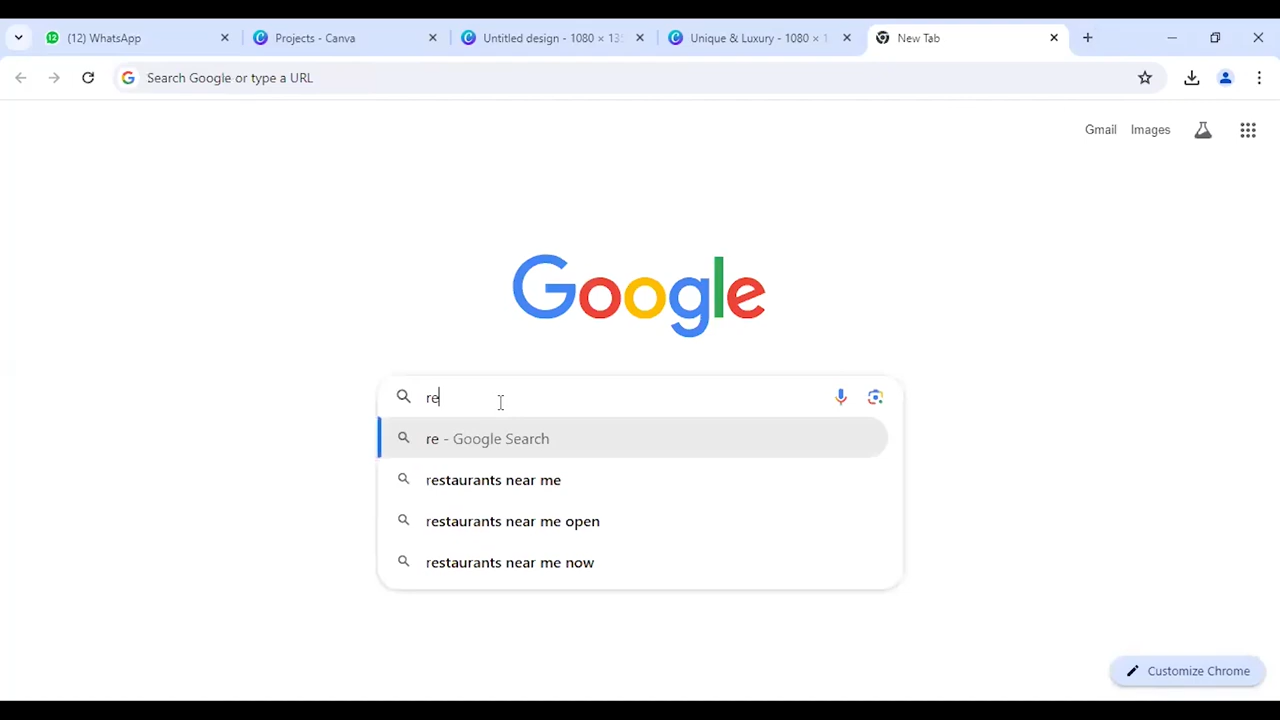 (12) WhatsApp
Projects - Canva
Untitled design - 1080 × 13
Unique & Luxury - 1080 × 1
New Tab
Search Google or type a URL
Gmail
Images
Google
re
re - Google Search
restaurants near me
restaurants near me open
restaurants near me now
Customize Chrome